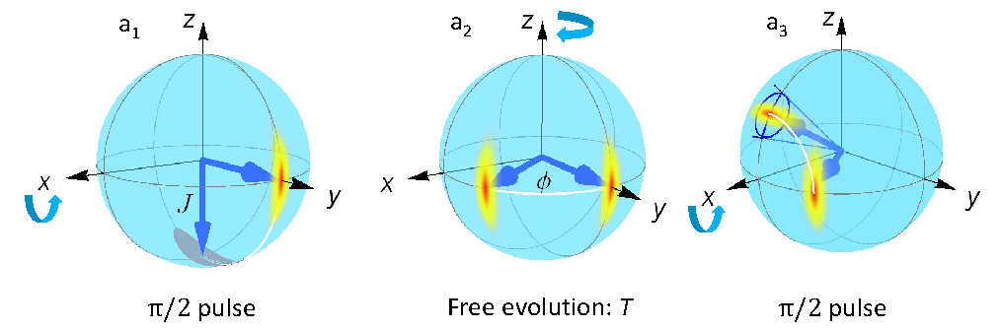 a1
z
x
J
y
π/2 pulse
a2
z
x
ϕ
y
Free evolution: T
a3
z
x
y
π/2 pulse